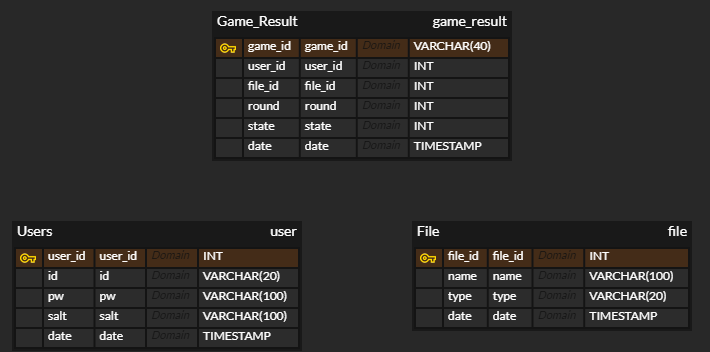 Game_Result game_result
game_id game_id Domain VARCHAR(40)
user_id user_id Domain INT
file_id file_id Domain INT
round round Domain INT
state state Domain INT
date date Domain TIMESTAMP
Users user
user_id user_id Domain INT
id id Domain VARCHAR(20)
pw pw Domain VARCHAR(100)
salt salt Domain VARCHAR(100)
date date Domain TIMESTAMP
File file
file_id file_id Domain INT
name name Domain VARCHAR(100)
type type Domain VARCHAR(20)
date date Domain TIMESTAMP